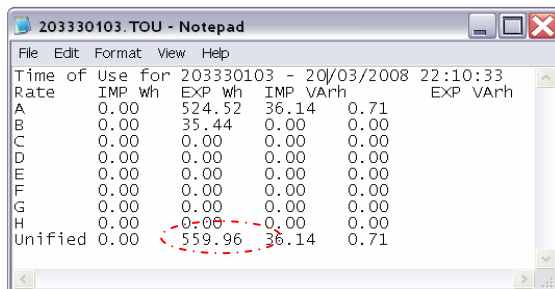 203330103.TOU - Notepad
File Edit Format View Help
Time of Use for 203330103 - 20/03/2008 22:10:33
Rate IMP Wh EXP Wh IMP VArh EXP VArh
A 0.00 524.52 36.14 0.71
B 0.00 35.44 0.00 0.00
C 0.00 0.00 0.00 0.00
D 0.00 0.00 0.00 0.00
E 0.00 0.00 0.00 0.00
F 0.00 0.00 0.00 0.00
G 0.00 0.00 0.00 0.00
H 0.00 0.00 0.00 0.00
Unified 0.00 559.96 36.14 0.71